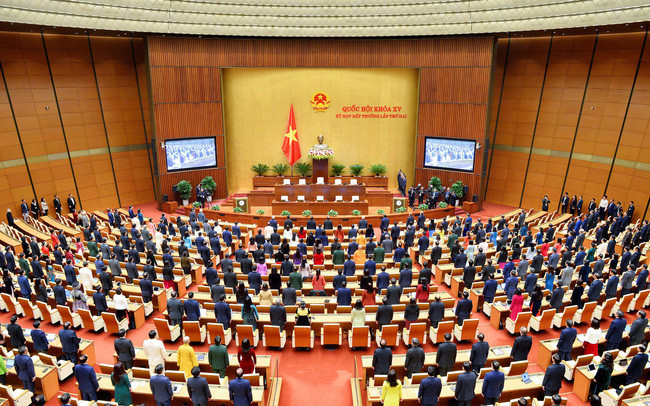 QUỐC HỘI KHÓA XV
KỲ HỌP BẤT THƯỜNG LẦN THỨ HAI